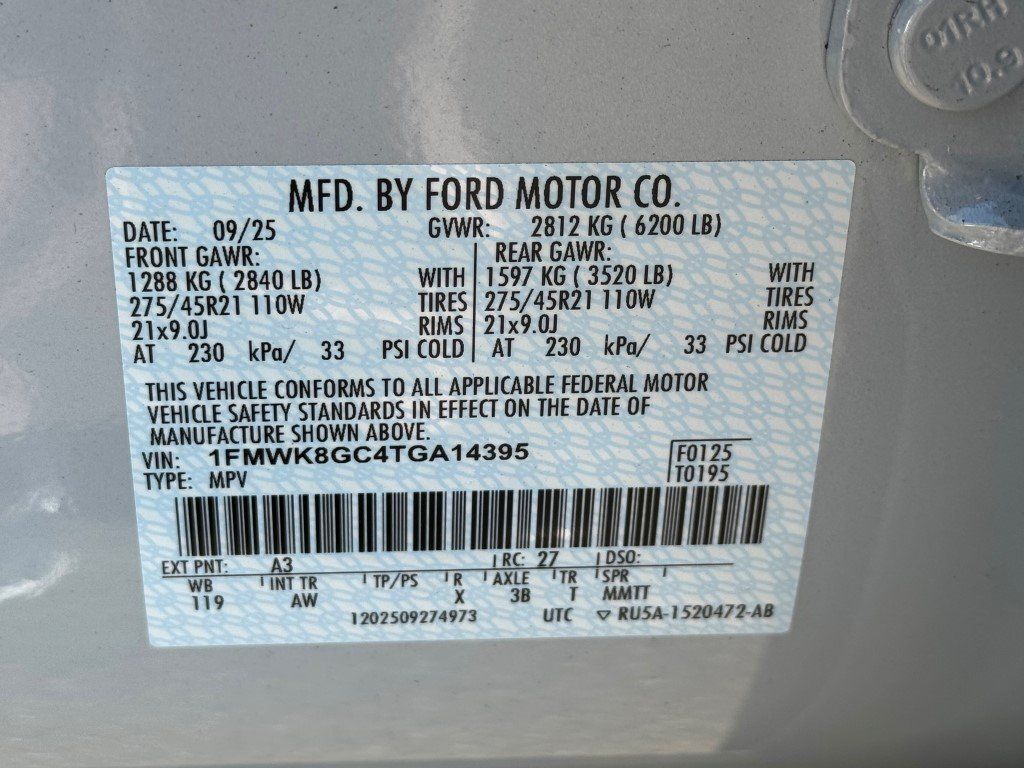 91RH
10.9
MFD. BY FORD MOTOR CO.
DATE: 09/25 GVWR: 2812 KG ( 6200 LB)
FRONT GAWR: REAR GAWR:
1288 KG ( 2840 LB) WITH 1597 KG ( 3520 LB) WITH
275/45R21 110W TIRES 275/45R21 110W TIRES
21x9.0J RIMS 21x9.0J RIMS
AT 230 kPa/ 33 PSI COLD AT 230 kPa/ 33 PSI COLD
THIS VEHICLE CONFORMS TO ALL APPLICABLE FEDERAL MOTOR
VEHICLE SAFETY STANDARDS IN EFFECT ON THE DATE OF
MANUFACTURE SHOWN ABOVE.
VIN: 1FMWK8GC4TGA14395 F0125
TYPE: MPV T0195
EXT PNT: A3 RC: 27 DSO:
WB INT TR TP/PS R AXLE TR SPR
119 AW X 3B T MMTT
1202509274973 UTC ▽ RU5A-1520472-AB